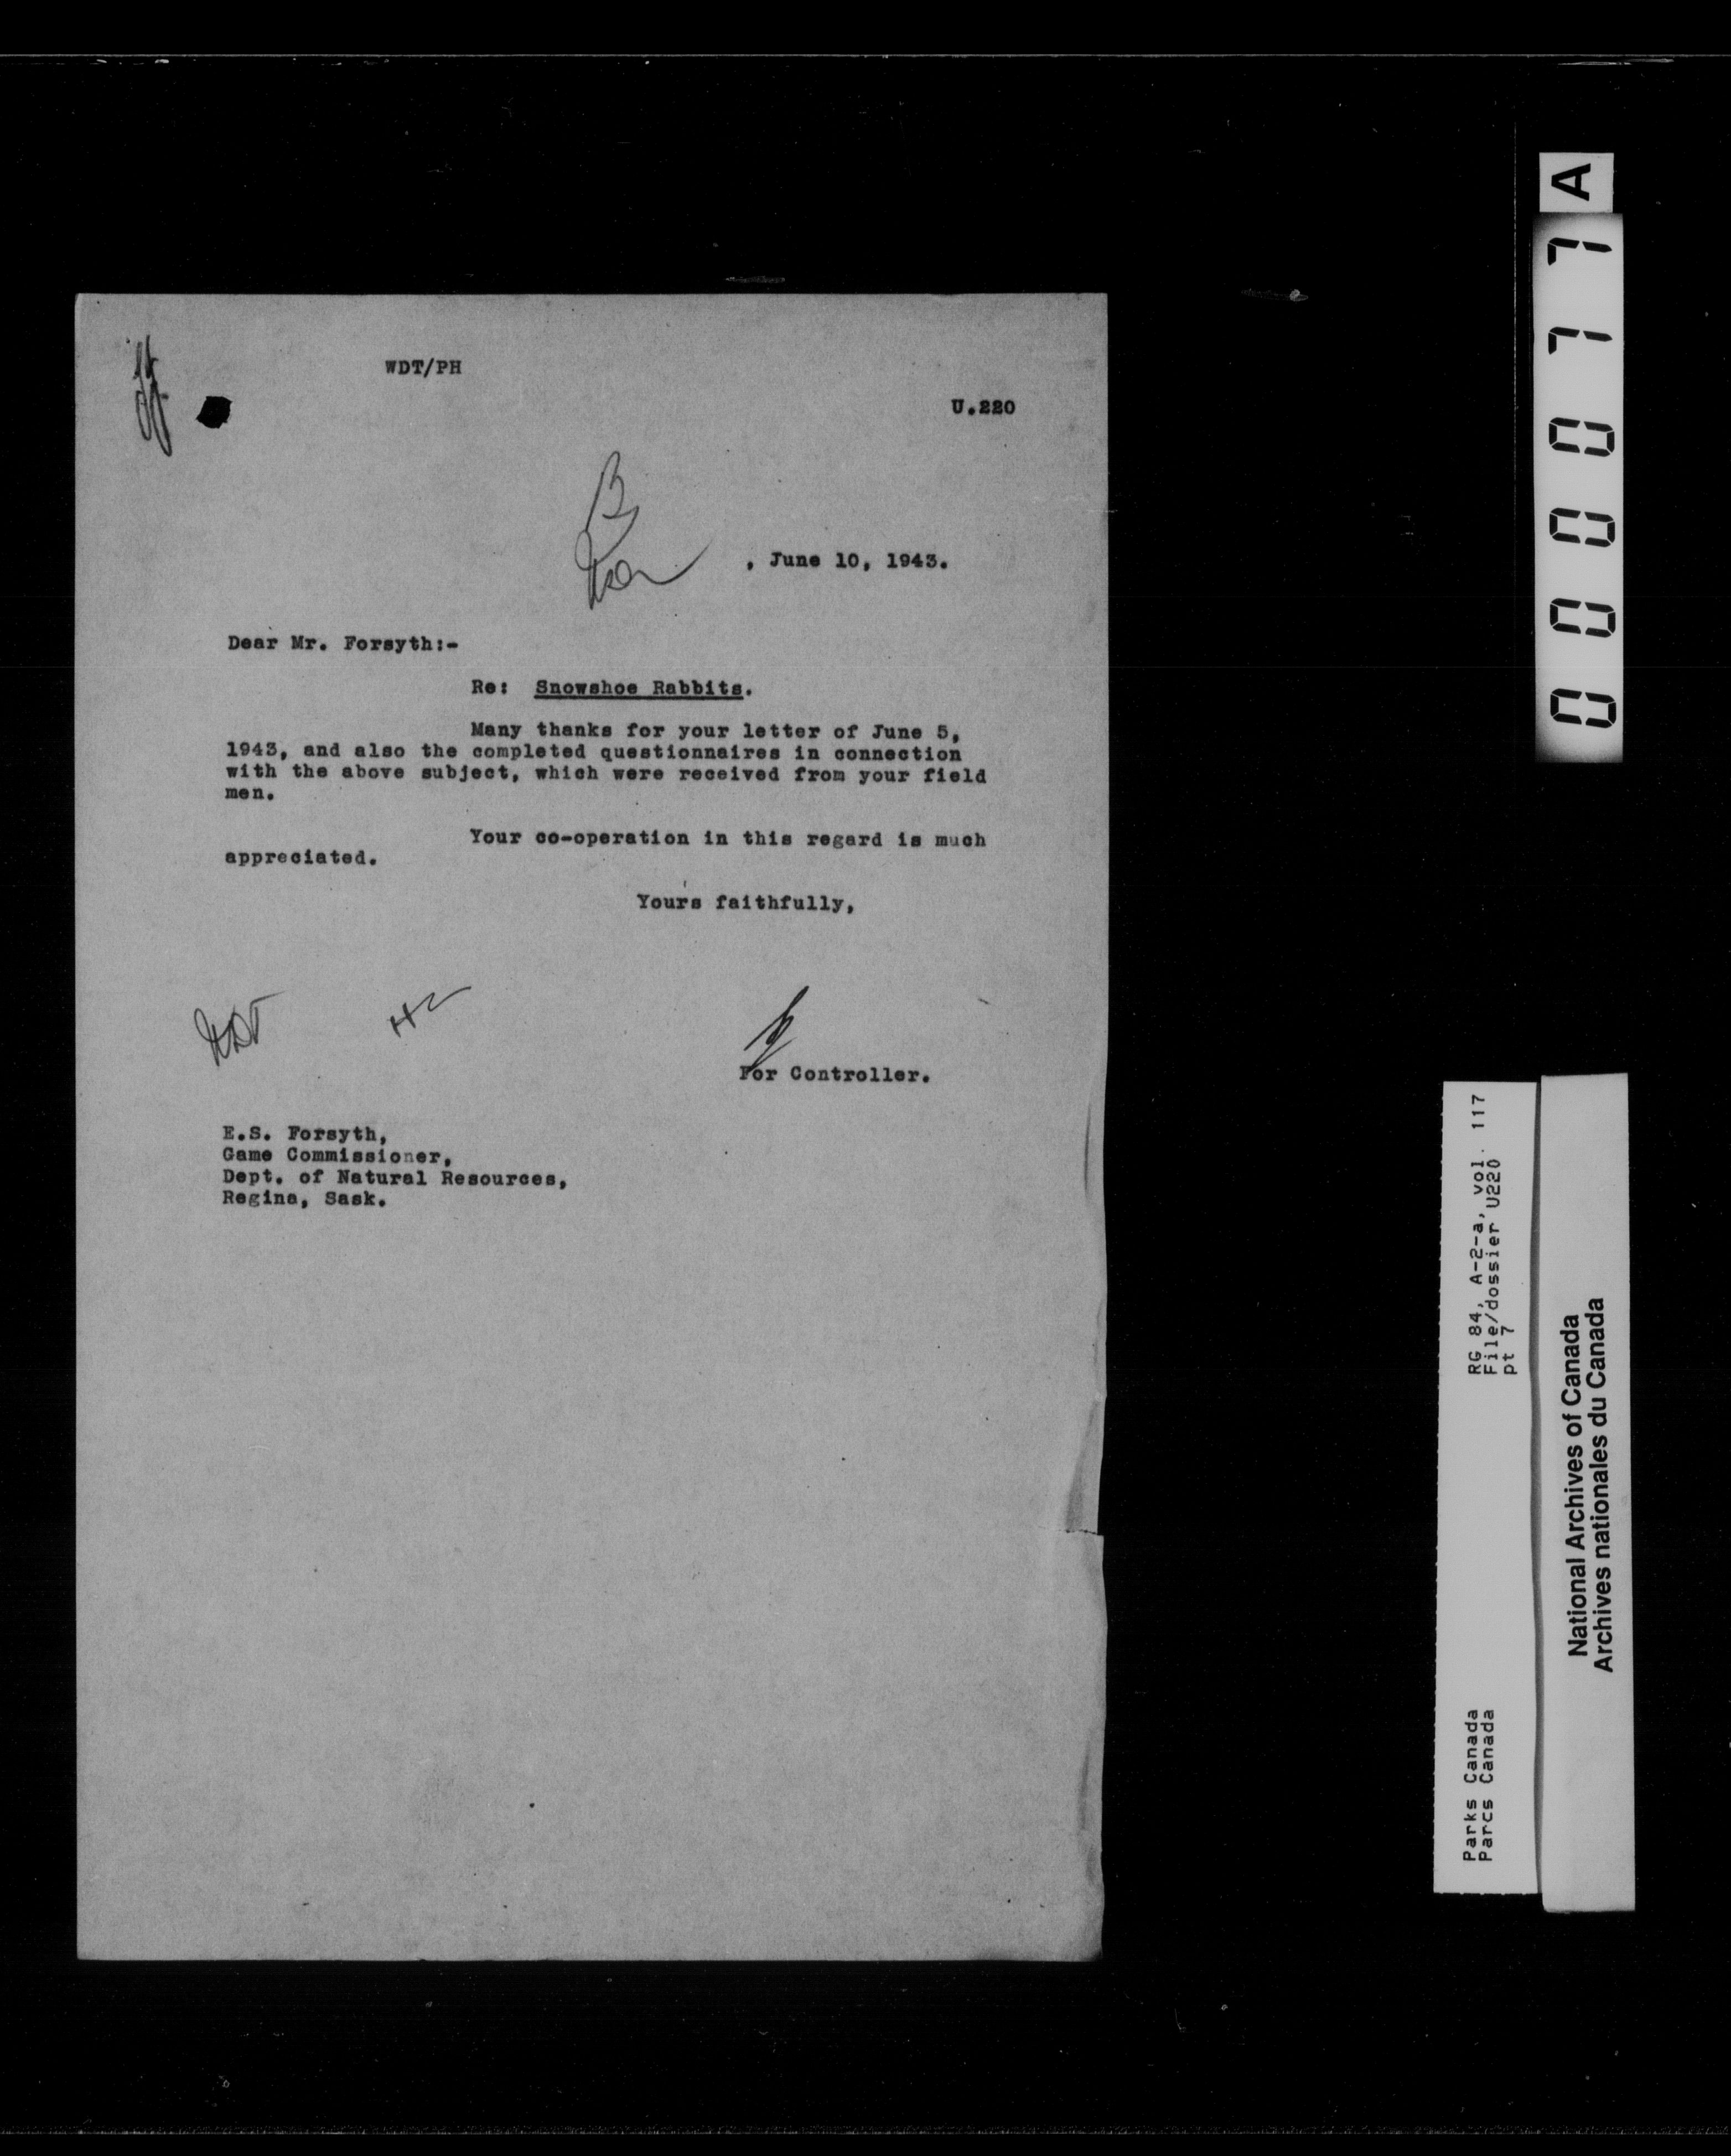 WDT/PH
U.220
, June 10, 1943.
Dear Mr. Forsyth:-
Re: Snowshoe Rabbits.
Many thanks for your letter of June 5,
1943, and also the completed questionnaires in connection
with the above subject, which were received from your field
men.
Your co-operation in this regard is much
appreciated.
Yours faithfully,
WDT
For Controller.
E.S. Forsyth,
Game Commissioner,
Dept. of Natural Resources,
Regina, Sask.
000077 A
RG 84, A-2-a, vol. 117
File/dossier U220
pt 7
Parks Canada
Parcs Canada
National Archives of Canada
Archives nationales du Canada